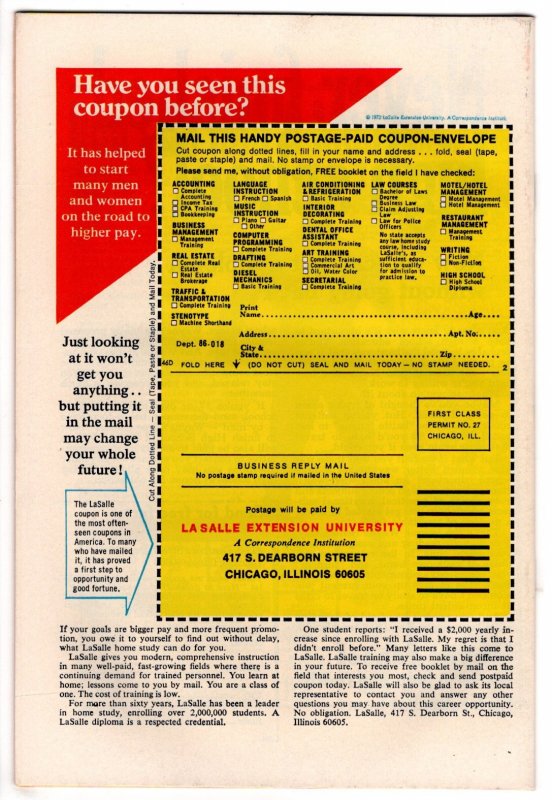 Have you seen this
coupon before?
© 1972 LaSalle Extension University. A Correspondence Institution.
It has helped
to start
many men
and women
on the road to
higher pay.
MAIL THIS HANDY POSTAGE-PAID COUPON-ENVELOPE
Cut coupon along dotted lines, fill in your name and address . . . fold, seal (tape,
paste or staple) and mail. No stamp or envelope is necessary.
Please send me, without obligation, FREE booklet on the field I have checked:
ACCOUNTING
Complete
Accounting
Income Tax
CPA Training
Bookkeeping
BUSINESS
MANAGEMENT
Management
Training
REAL ESTATE
Complete Real
Estate
Real Estate
Brokerage
TRAFFIC &
TRANSPORTATION
Complete Training
STENOTYPE
Machine Shorthand
LANGUAGE
INSTRUCTION
French Spanish
MUSIC
INSTRUCTION
Piano Guitar
Other
COMPUTER
PROGRAMMING
Complete Training
DRAFTING
Complete Training
DIESEL
MECHANICS
Basic Training
AIR CONDITIONING
& REFRIGERATION
Basic Training
INTERIOR
DECORATING
Complete Training
DENTAL OFFICE
ASSISTANT
Complete Training
ART TRAINING
Complete Training
Commercial Art
Oil, Water Color
SECRETARIAL
Complete Training
LAW COURSES
Bachelor of Laws
Degree
Business Law
Claim Adjusting
Law
Law for Police
Officers
No state accepts
any law home study
course, including
LaSalle's, as
sufficient educa-
tion to qualify
for admission to
practice law.
MOTEL/HOTEL
MANAGEMENT
Motel Management
Hotel Management
RESTAURANT
MANAGEMENT
Management
Training
WRITING
Fiction
Non-Fiction
HIGH SCHOOL
High School
Diploma
Print
Name Age
Address Apt. No.
Dept. 86-018
City &
State Zip
46D FOLD HERE (DO NOT CUT) SEAL AND MAIL TODAY – NO STAMP NEEDED. 2
Cut Along Dotted Line — Seal (Tape, Paste or Staple) and Mail Today.
Just looking
at it won't
get you
anything . .
but putting it
in the mail
may change
your whole
future!
The LaSalle
coupon is one of
the most often-
seen coupons in
America. To many
who have mailed
it, it has proved
a first step to
opportunity and
good fortune.
FIRST CLASS
PERMIT NO. 27
CHICAGO, ILL.
BUSINESS REPLY MAIL
No postage stamp required if mailed in the United States
Postage will be paid by
LA SALLE EXTENSION UNIVERSITY
A Correspondence Institution
417 S. DEARBORN STREET
CHICAGO, ILLINOIS 60605
If your goals are bigger pay and more frequent promo-
tion, you owe it to yourself to find out without delay,
what LaSalle home study can do for you.
LaSalle gives you modern, comprehensive instruction
in many well-paid, fast-growing fields where there is a
continuing demand for trained personnel. You learn at
home; lessons come to you by mail. You are a class of
one. The cost of training is low.
For more than sixty years, LaSalle has been a leader
in home study, enrolling over 2,000,000 students. A
LaSalle diploma is a respected credential.
One student reports: "I received a $2,000 yearly in-
crease since enrolling with LaSalle. My regret is that I
didn't enroll before." Many letters like this come to
LaSalle. LaSalle training also may make a big difference
in your future. To receive free booklet by mail on the
field that interests you most, check and send postpaid
coupon today. LaSalle will also be glad to ask its local
representative to contact you and answer any other
questions you may have about this career opportunity.
No obligation. LaSalle, 417 S. Dearborn St., Chicago,
Illinois 60605.